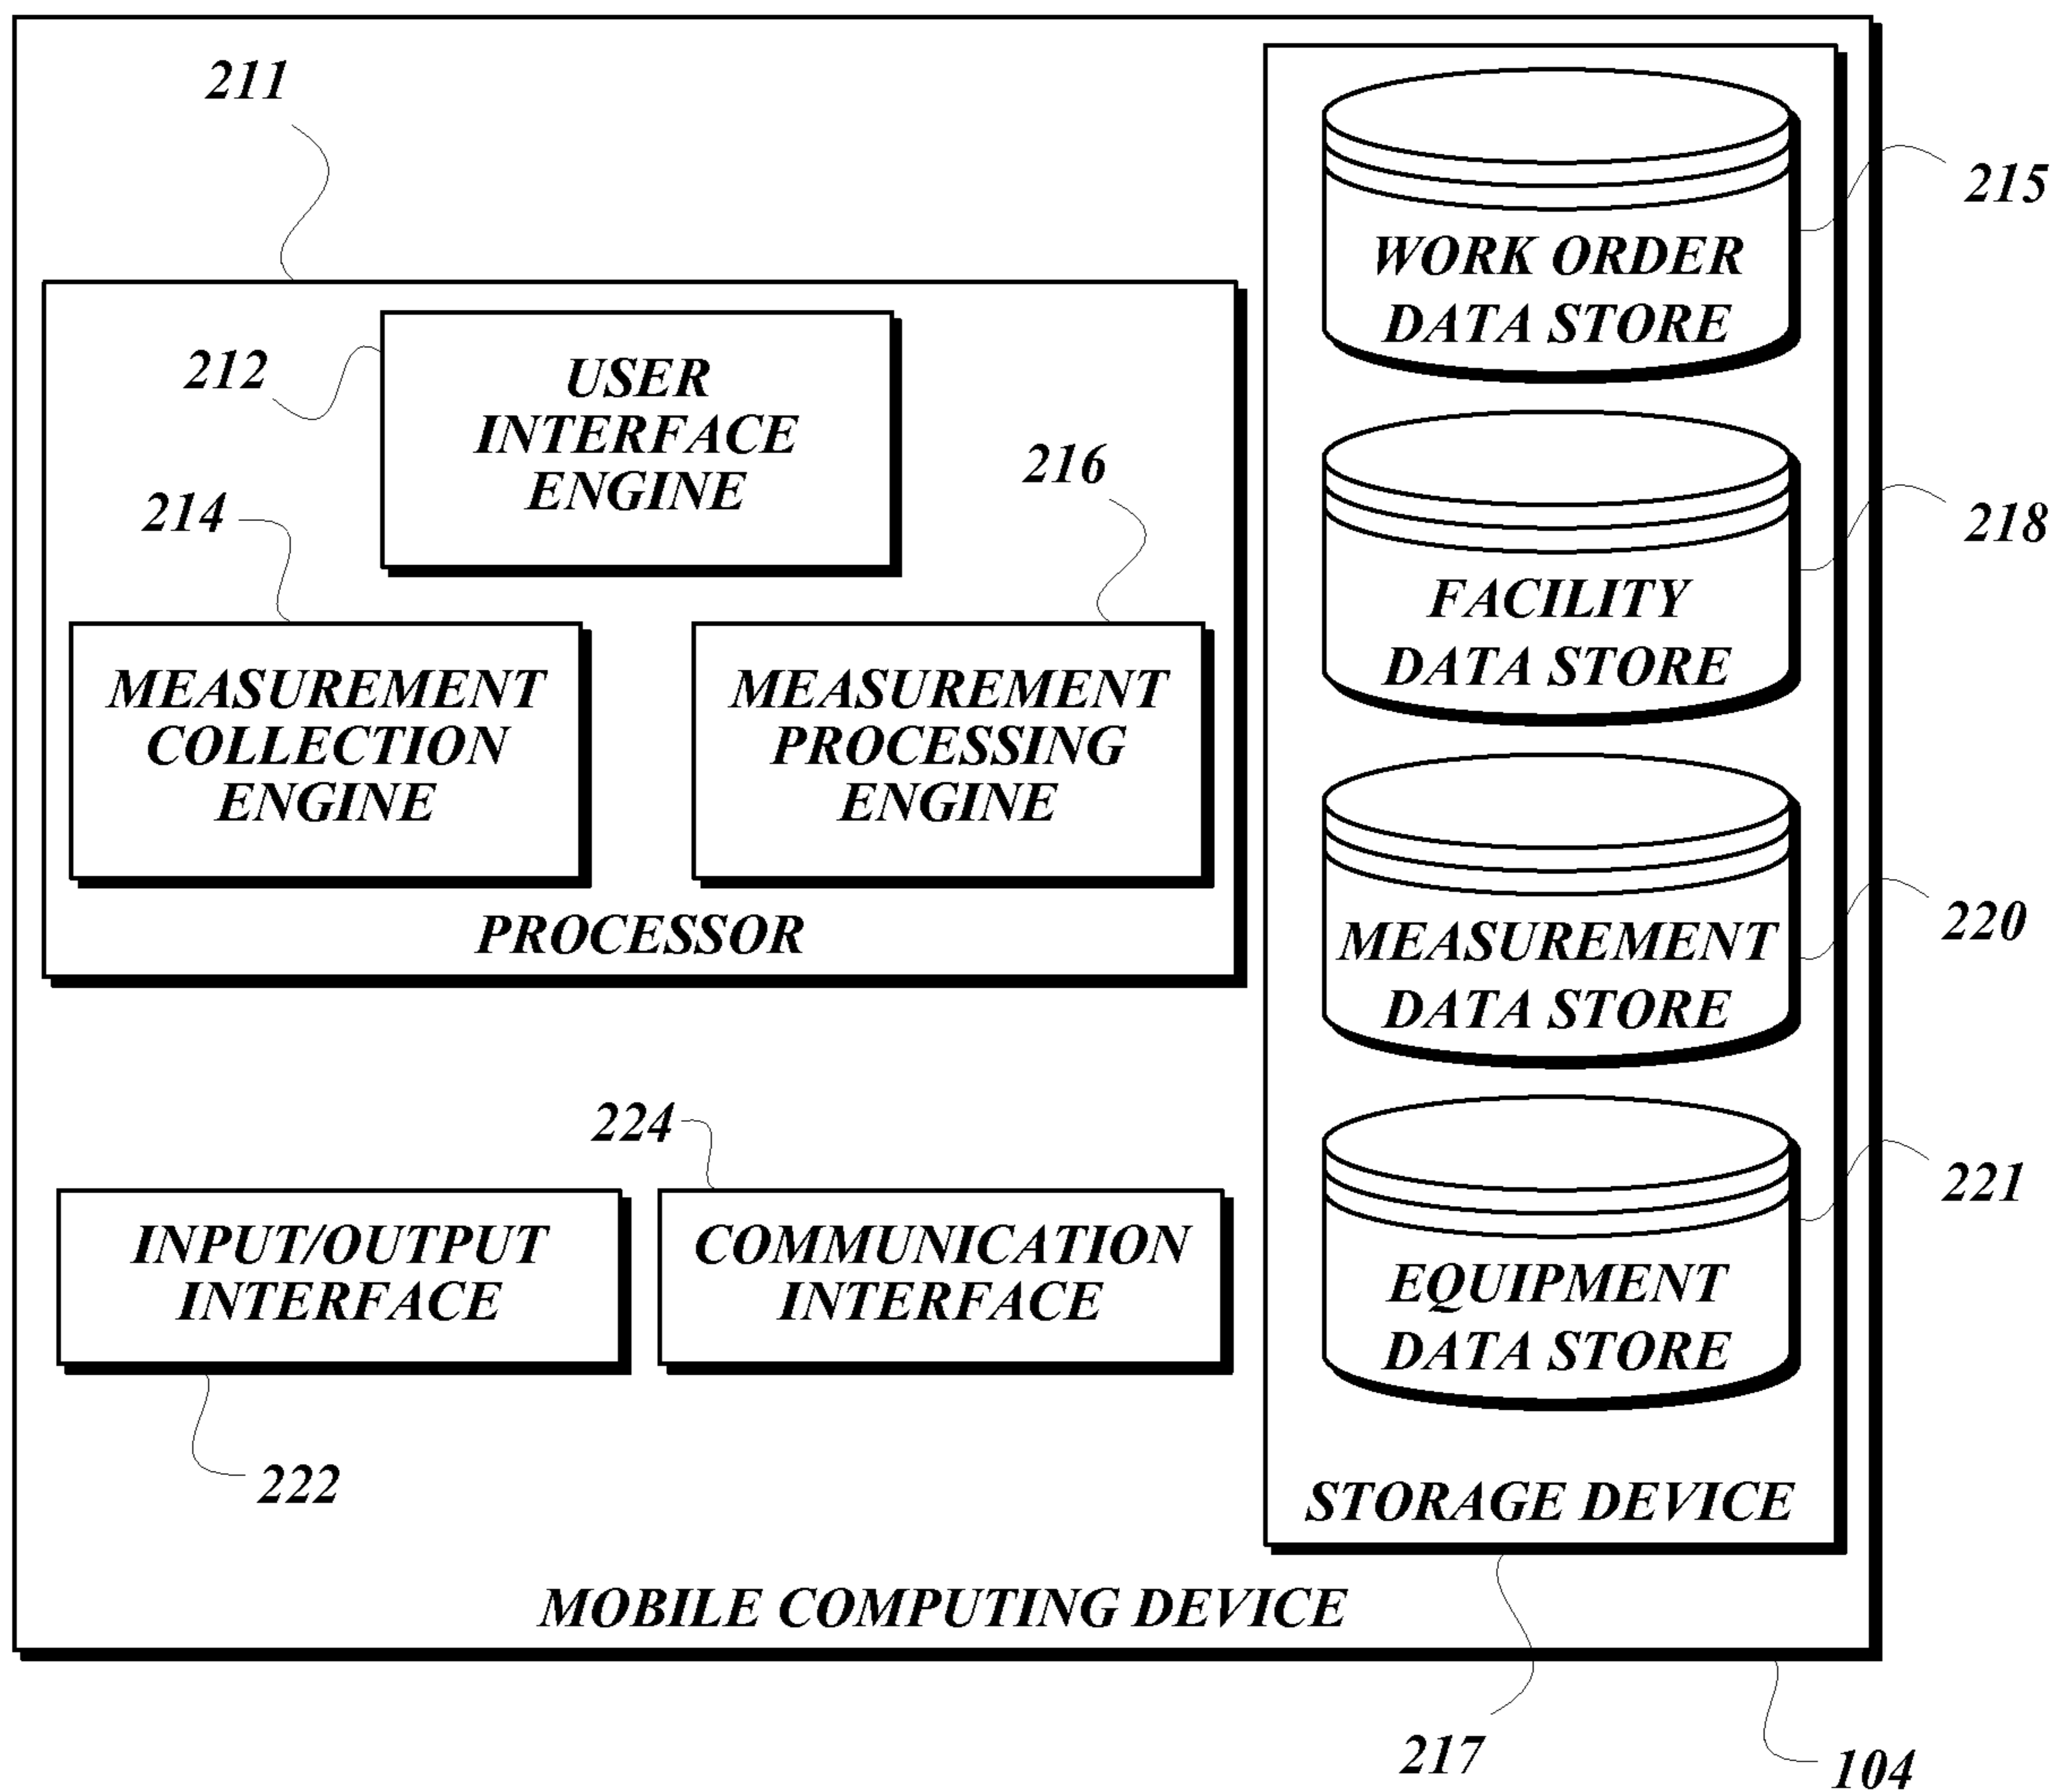 211
215
WORK ORDER
DATA STORE
212
USER
INTERFACE
ENGINE
216
214
218
FACILITY
DATA STORE
MEASUREMENT
COLLECTION
ENGINE
MEASUREMENT
PROCESSING
ENGINE
PROCESSOR
220
MEASUREMENT
DATA STORE
224
221
INPUT/OUTPUT
INTERFACE
COMMUNICATION
INTERFACE
EQUIPMENT
DATA STORE
222
STORAGE DEVICE
MOBILE COMPUTING DEVICE
217
104